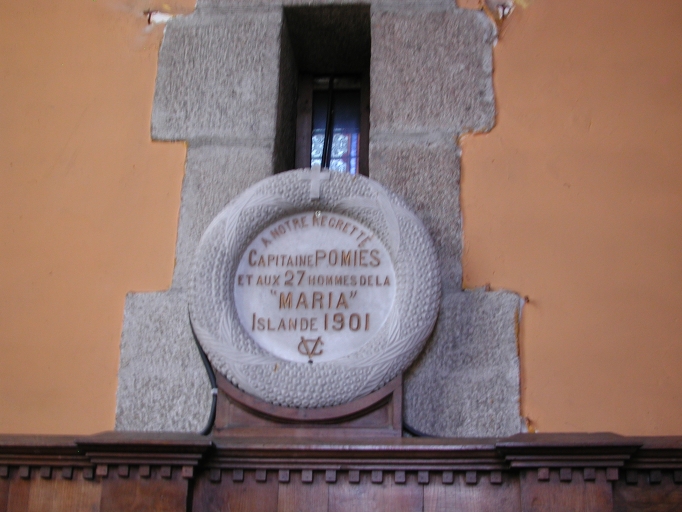 A NOTRE REGRETTÉ
CAPITAINE POMIES
ET AUX 27 HOMMES DE LA
"MARIA"
ISLANDE 1901